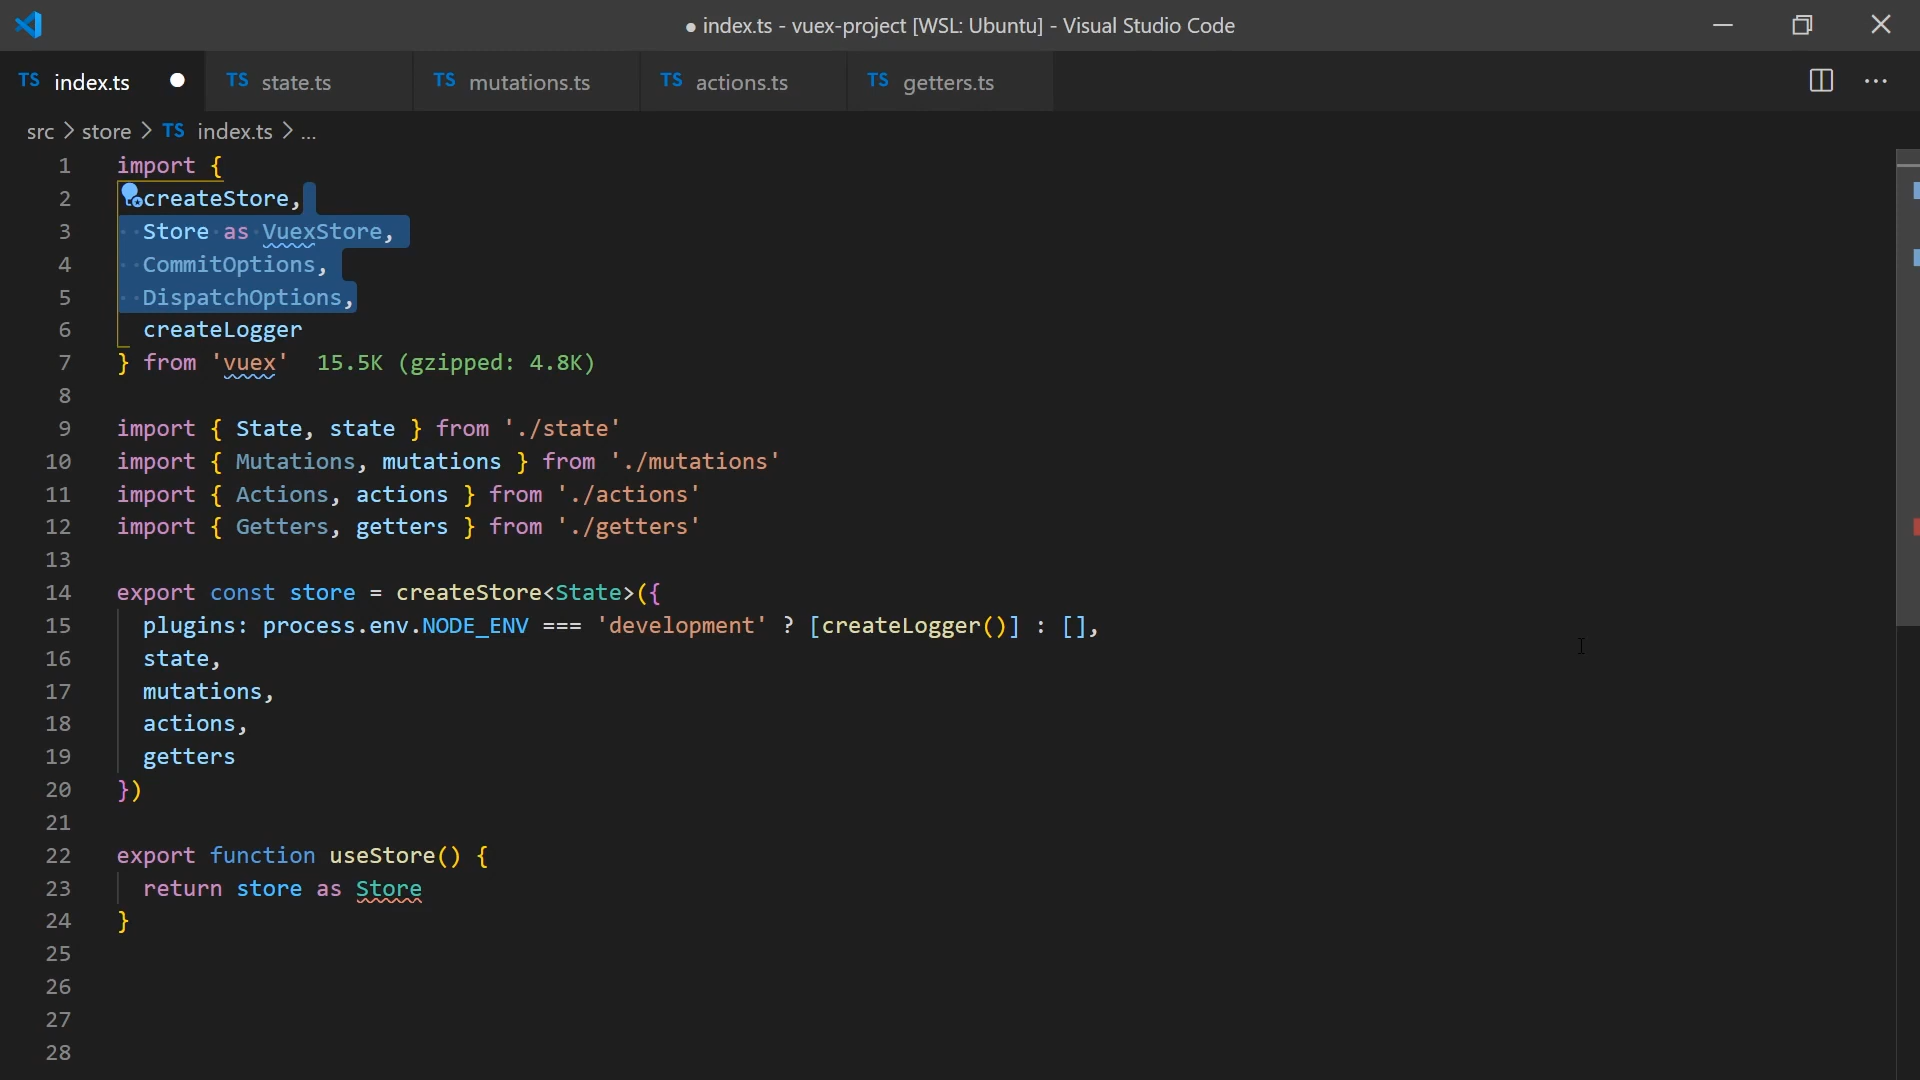 ● index.ts - vuex-project [WSL: Ubuntu] - Visual Studio Code
TS index.ts ● TS state.ts TS mutations.ts TS actions.ts TS getters.ts
src > store > TS index.ts > ...
1 import {
2   createStore,
3   Store as VuexStore,
4   CommitOptions,
5   DispatchOptions,
6   createLogger
7 } from 'vuex'  15.5K (gzipped: 4.8K)
8
9 import { State, state } from './state'
10 import { Mutations, mutations } from './mutations'
11 import { Actions, actions } from './actions'
12 import { Getters, getters } from './getters'
13
14 export const store = createStore<State>({
15   plugins: process.env.NODE_ENV === 'development' ? [createLogger()] : [],
16   state,
17   mutations,
18   actions,
19   getters
20 })
21
22 export function useStore() {
23   return store as Store
24 }
25
26
27
28